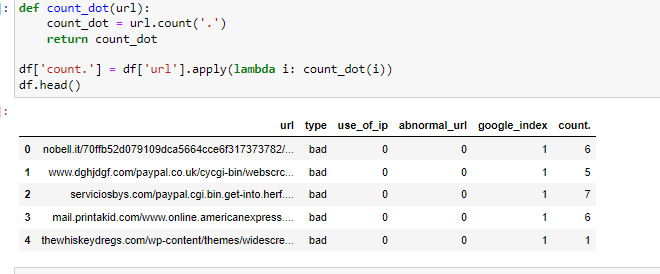 ]: def count_dot(url):
count_dot = url.count('.')
return count_dot
df['count.'] = df['url'].apply(lambda i: count_dot(i))
df.head()
]:
url type use_of_ip abnormal_url google_index count.
0 nobell.it/70ffb52d079109dca5664cce6f317373782/... bad 0 0 1 6
1 www.dghjdgf.com/paypal.co.uk/cycgi-bin/webscrc... bad 0 0 1 5
2 serviciosbys.com/paypal.cgi.bin.get-into.herf.... bad 0 0 1 7
3 mail.printakid.com/www.online.americanexpress.... bad 0 0 1 6
4 thewhiskeydregs.com/wp-content/themes/widescre... bad 0 0 1 1